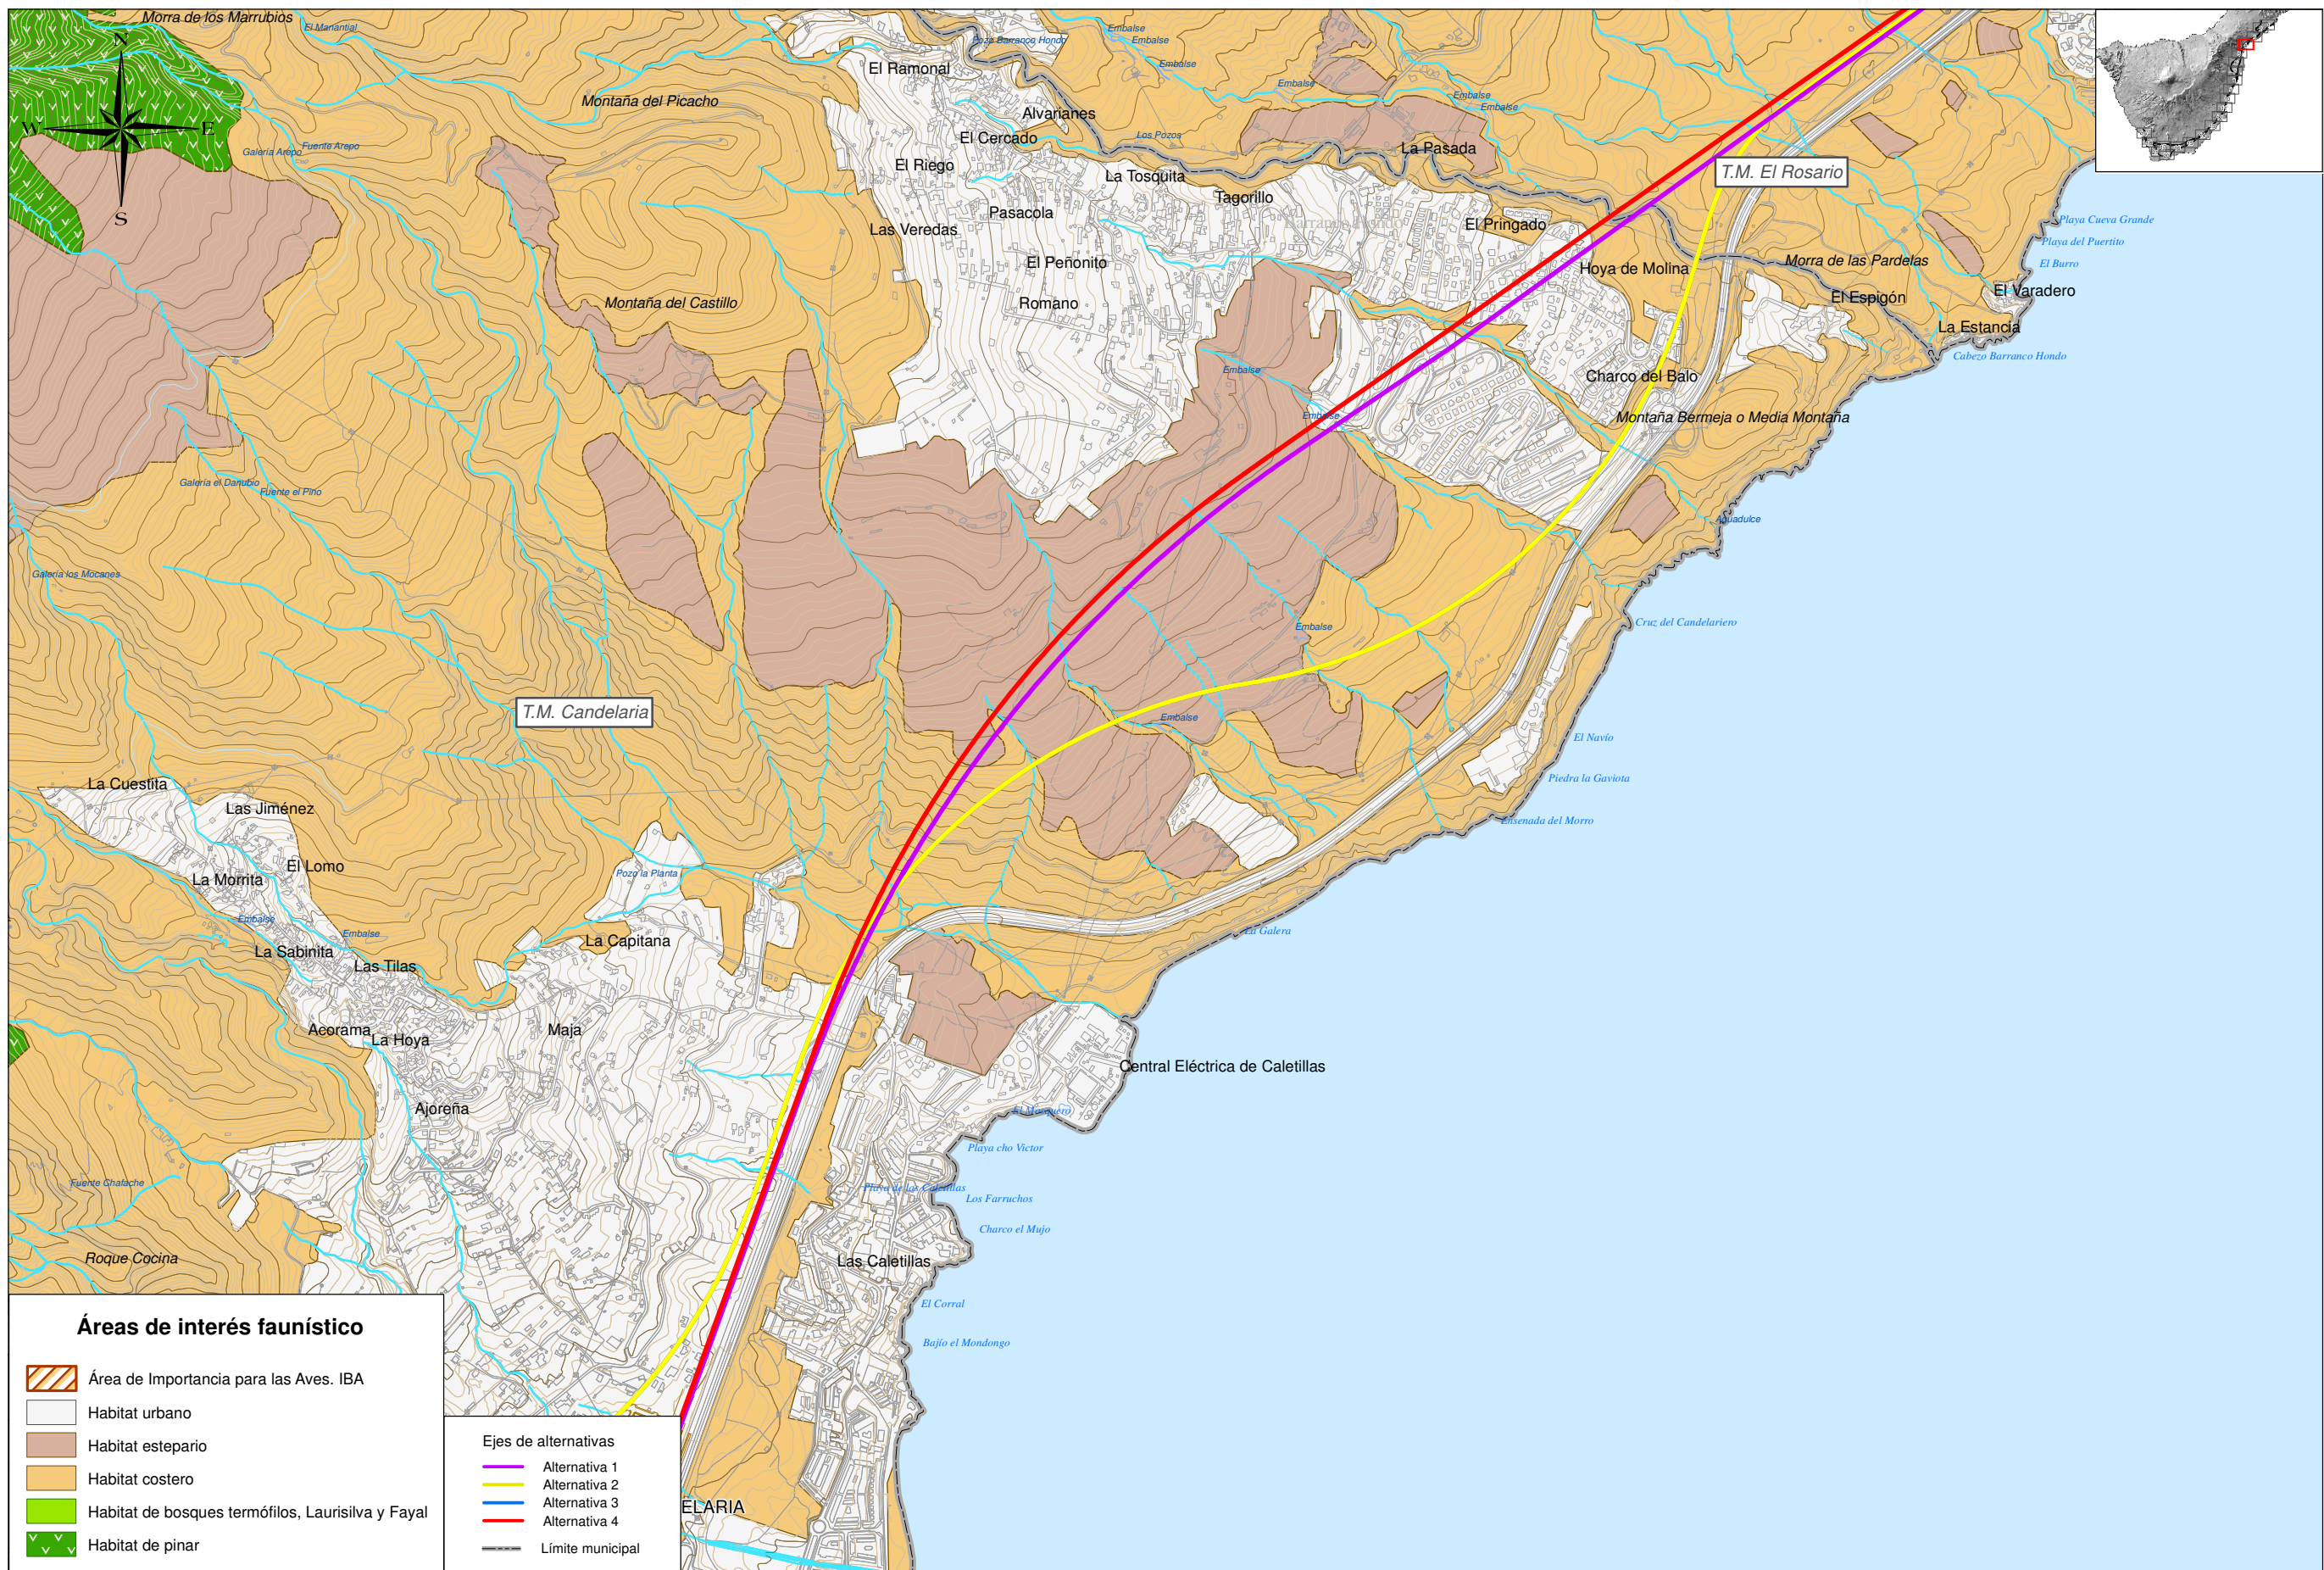 Morra de los Marrubios
El Manantial
Pozo Barranco Hondo
Embalse
Embalse
Embalse
Embalse
Embalse
Embalse
N
W
E
S
El Ramonal
Montaña del Picacho
Alvarianes
El Cercado
Los Pozos
La Pasada
Galería Arepo
Fuente Arepo
El Riego
La Tosquita
Tagorillo
T.M. El Rosario
Pasacola
Las Veredas
Barranco Hondo
El Pringado
Playa Cueva Grande
Playa del Puertito
El Burro
El Peñonito
Hoya de Molina
Morra de las Pardelas
El Varadero
El Espigón
Montaña del Castillo
Romano
La Estancia
Cabezo Barranco Hondo
Embalse
Charco del Balo
Embalse
Montaña Bermeja o Media Montaña
Galería el Danubio
Fuente el Pino
Aguadulce
Galería los Mocanes
Cruz del Candelariero
Embalse
T.M. Candelaria
Embalse
El Navío
Piedra la Gaviota
La Cuestita
Las Jiménez
Ensenada del Morro
El Lomo
La Morrita
Pozo la Planta
Embalse
Embalse
La Galera
La Capitana
La Sabinita
Las Tilas
Acorama
La Hoya
Maja
Central Eléctrica de Caletillas
Ajoreña
El Mosquero
Playa cho Víctor
Fuente Chafache
Playa de las Caletillas
Los Farruchos
Charco el Mujo
Roque Cocina
Las Caletillas
El Corral
Bajío el Mondongo
ELARIA
Áreas de interés faunístico
Área de Importancia para las Aves. IBA
Habitat urbano
Habitat estepario
Habitat costero
Habitat de bosques termófilos, Laurisilva y Fayal
Habitat de pinar
Ejes de alternativas
Alternativa 1
Alternativa 2
Alternativa 3
Alternativa 4
Límite municipal